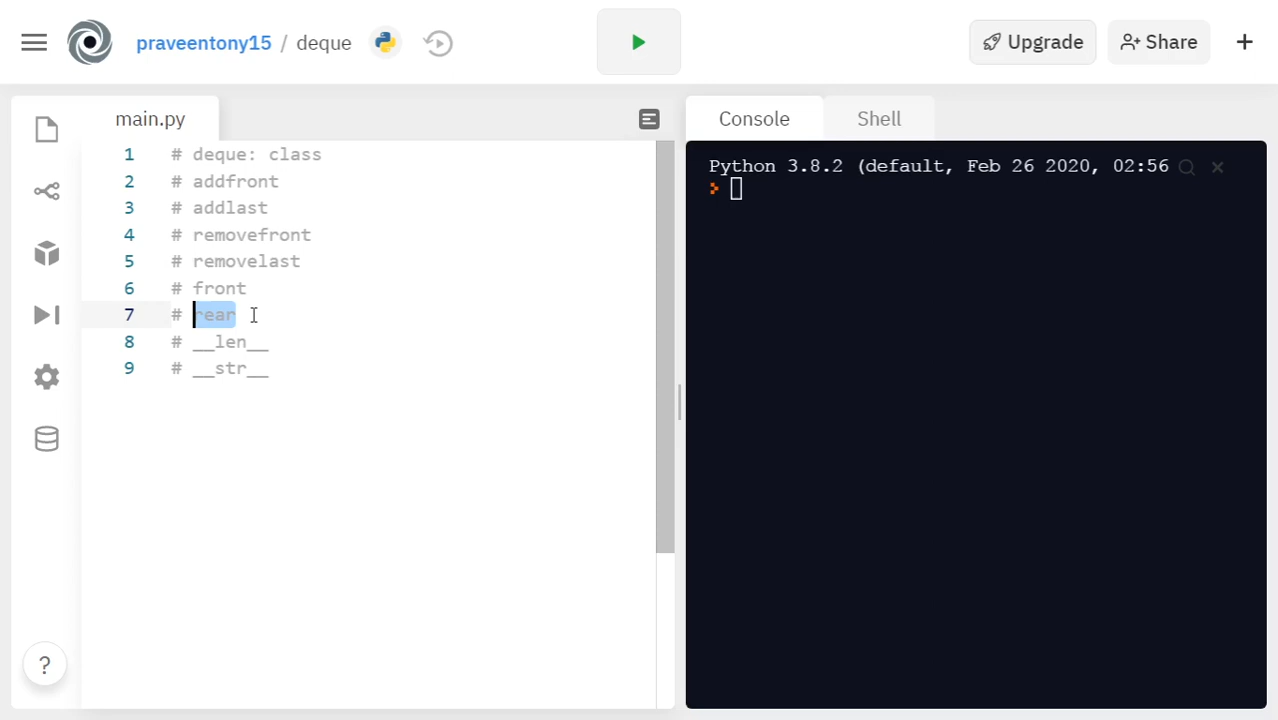 praveentony15 / deque
Upgrade
Share
main.py
1 # deque: class
2 # addfront
3 # addlast
4 # removefront
5 # removelast
6 # front
7 # rear
8 # __len__
9 # __str__
?
Console
Shell
Python 3.8.2 (default, Feb 26 2020, 02:56